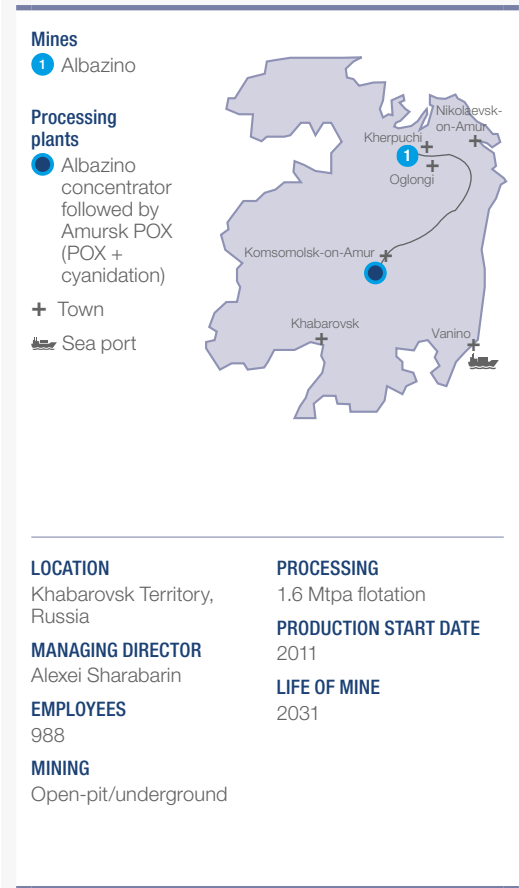 Mines
1 Albazino
Processing
plants
Albazino
concentrator
followed by
Amursk POX
(POX +
cyanidation)
Town
Sea port
Nikolaevsk-
on-Amur
Kherpuchi
1
Oglongi
Komsomolsk-on-Amur
Khabarovsk
Vanino
LOCATION
Khabarovsk Territory,
Russia
MANAGING DIRECTOR
Alexei Sharabarin
EMPLOYEES
988
MINING
Open-pit/underground
PROCESSING
1.6 Mtpa flotation
PRODUCTION START DATE
2011
LIFE OF MINE
2031